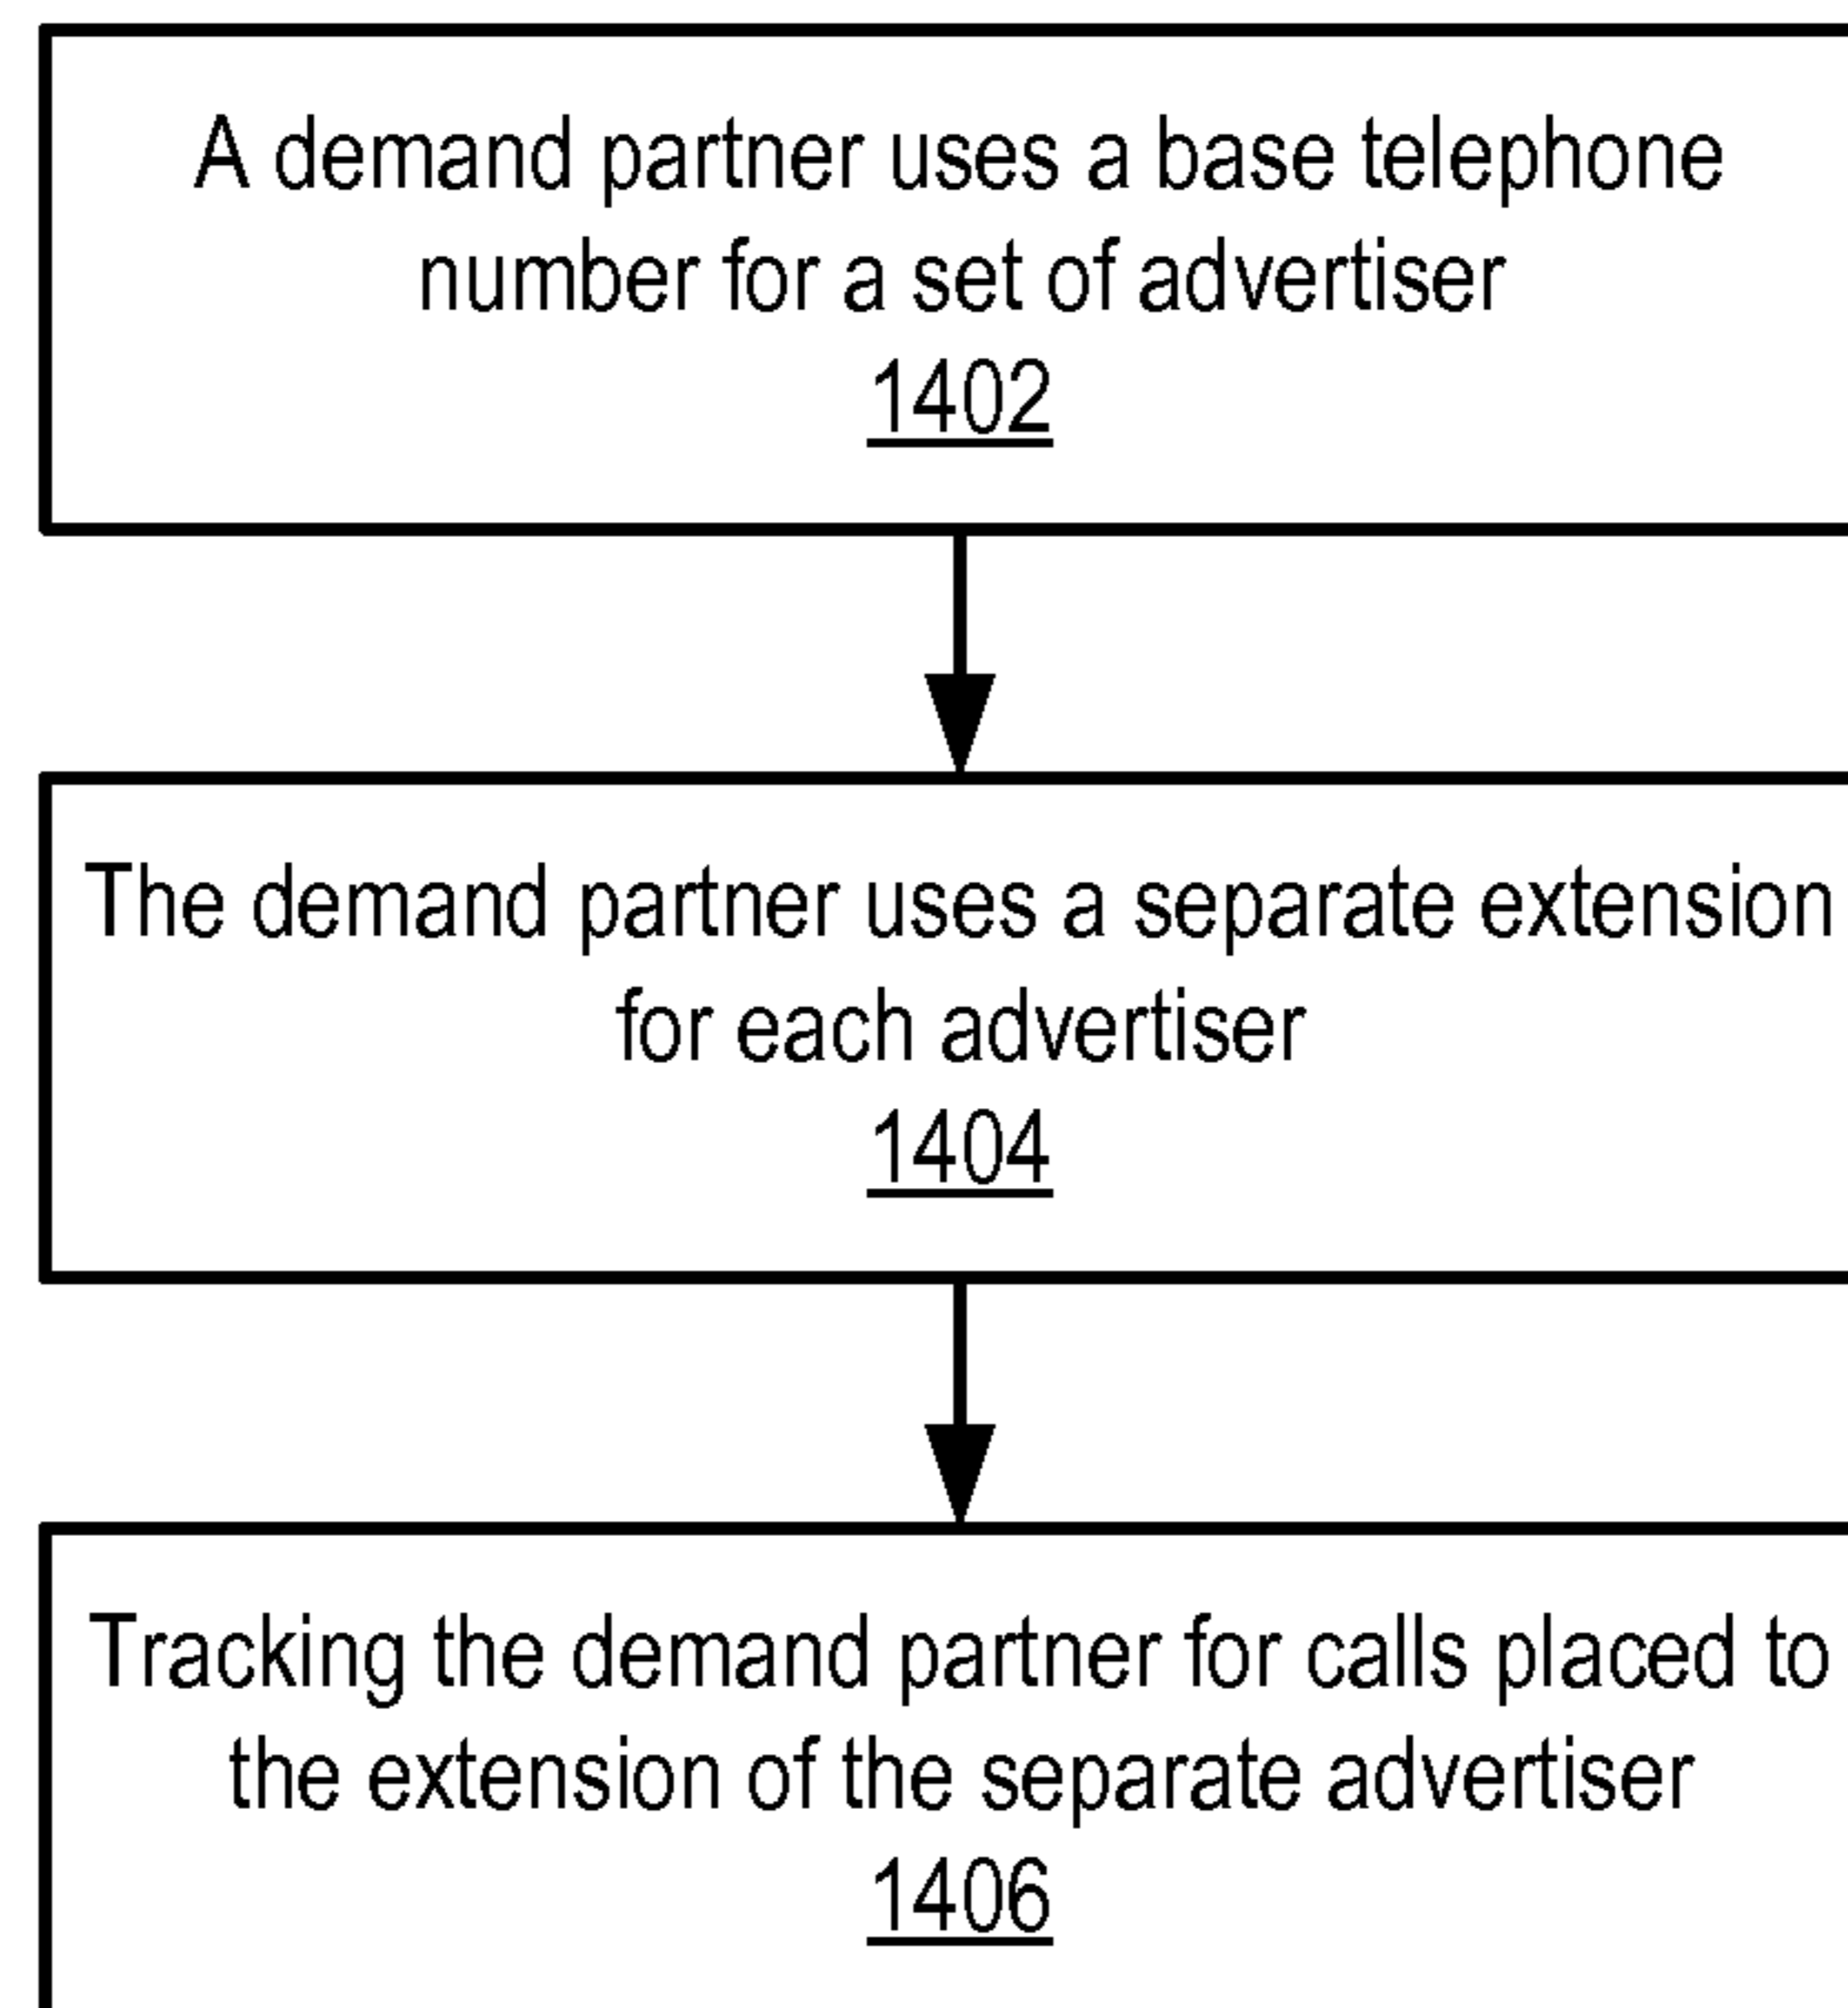 A demand partner uses a base telephone
number for a set of advertiser
1402
The demand partner uses a separate extension
for each advertiser
1404
Tracking the demand partner for calls placed to
the extension of the separate advertiser
1406